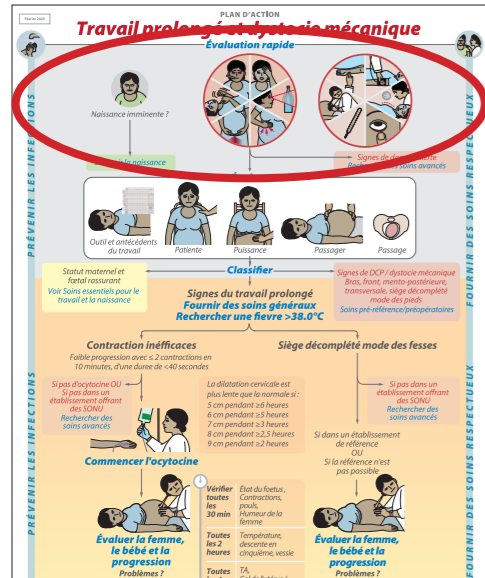 Février 2023
PLAN D'ACTION
Travail prolongé et dystocie mécanique
Évaluation rapide
Naissance imminente ?
la naissance
Signes de
Rech soins avancés
PRÉVENIR LES INFECTIONS
FOURNIR DES SOINS RESPECTUEUX
Outil et antécédents
du travail
Patiente
Puissance
Passager
Passage
Statut maternel et
fœtal rassurant
Voir Soins essentiels pour le
travail et la naissance
Classifier
Signes de DCP / dystocie mécanique
Bras, front, mento-postérieure,
transversale, siège décomplété
mode des pieds
Soins pré-référence/préopératoires
Signes du travail prolongé
Fournir des soins généraux
Rechercher une fievre >38.0°C
Contraction inéfficaces
Faible progression avec ≤ 2 contractions en
10 minutes, d'une duree de <40 secondes
Siège décomplété mode des fesses
Si pas d'ocytocine OU
Si pas dans un
établissement offrant
des SONU
Rechercher des
soins avancés
La dilatation cervicale est
plus lente que la normale si :
5 cm pendant ≥6 heures
6 cm pendant ≥5 heures
7 cm pendant ≥3 heures
8 cm pendant ≥2,5 heures
9 cm pendant ≥2 heures
Si pas dans un
établissement offrant
des SONU
Rechercher des
soins avancés
Commencer l'ocytocine
Si dans un établissement
de référence
OU
Si la référence n'est
pas possible
PRÉVENIR LES INFECTIONS
FOURNIR DES SOINS RESPECTUEUX
Vérifier
toutes
les
30 min
État du foetus,
Contractions,
pouls,
Humeur de la
femme
Toutes
les 2
heures
Température,
descente en
cinquième, vessie
Toutes
TA,
Évaluer la femme,
le bébé et la
progression
Problèmes ?
Évaluer la femme,
le bébé et la
progression
Problèmes ?